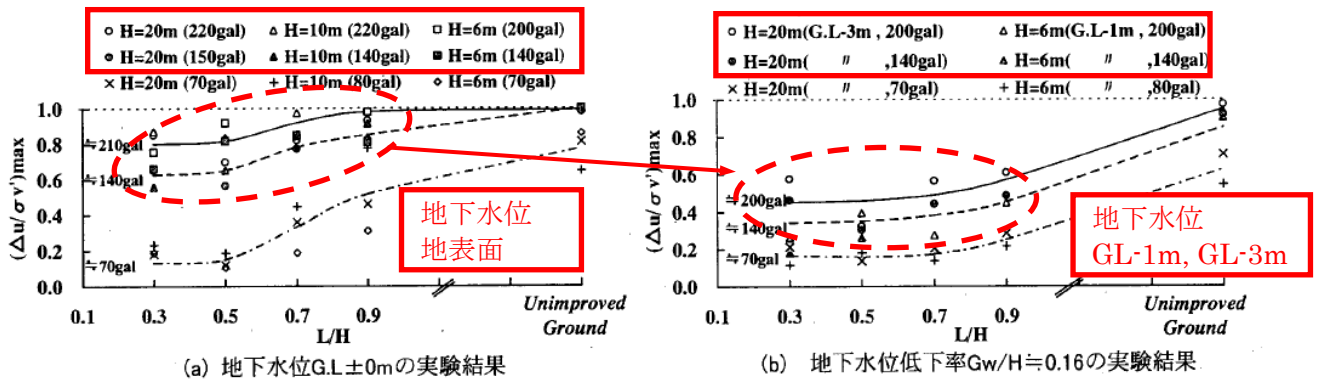 H=20m (220gal) H=10m (220gal) H=6m (200gal)
H=20m (150gal) H=10m (140gal) H=6m (140gal)
H=20m (70gal) H=10m (80gal) H=6m (70gal)
(Δu/σv')max
1.0
0.8
0.6
0.4
0.2
0.0
≒210gal
≒140gal
≒70gal
地下水位
地表面
0.1 0.3 0.5 0.7 0.9
L/H
Unimproved
Ground
(a) 地下水位G.L±0mの実験結果
H=20m(G.L-3m , 200gal) H=6m(G.L-1m , 200gal)
H=20m( 〃 ,140gal) H=6m( 〃 ,140gal)
H=20m( 〃 ,70gal) H=6m( 〃 ,80gal)
(Δu/σv')max
1.0
0.8
0.6
0.4
0.2
0.0
≒200gal
≒140gal
≒70gal
地下水位
GL-1m, GL-3m
0.1 0.3 0.5 0.7 0.9
L/H
Unimproved
Ground
(b) 地下水位低下率Gw/H≒0.16の実験結果